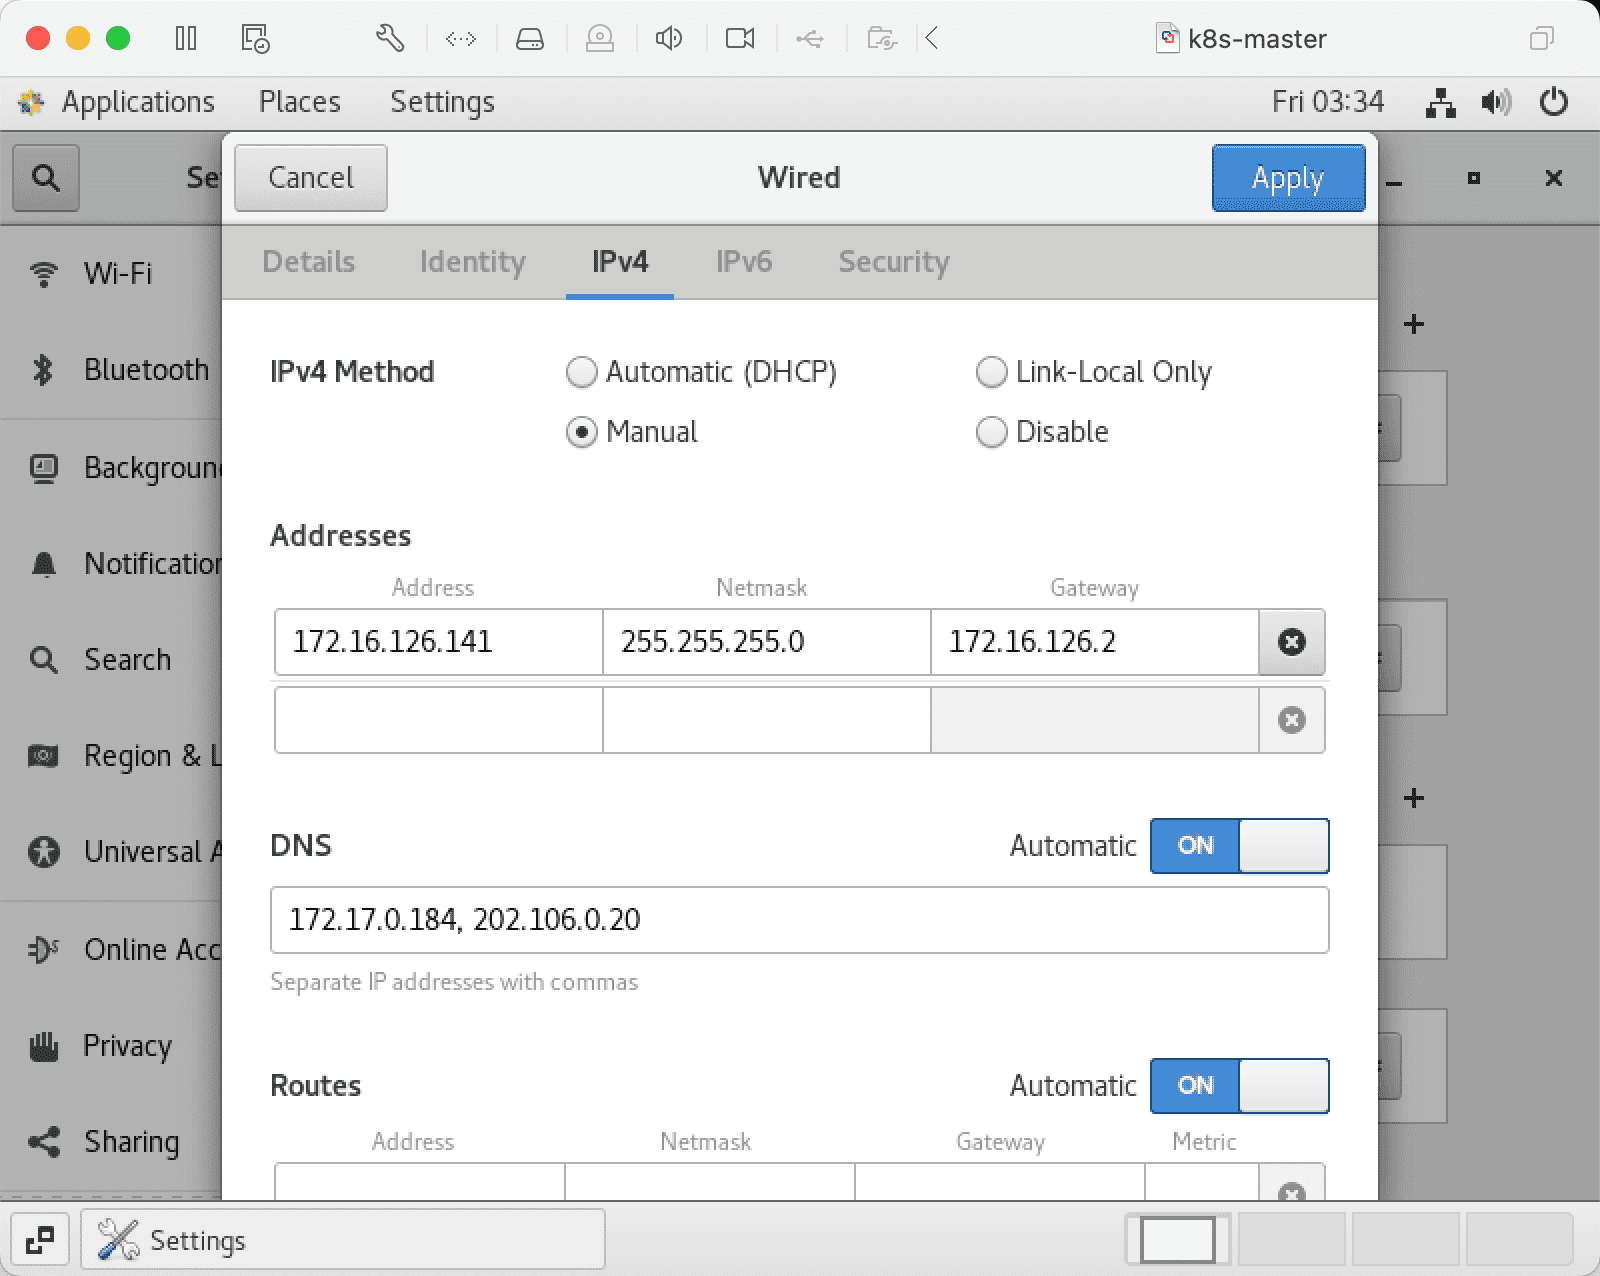 k8s-master
Applications Places Settings Fri 03:34
Cancel Wired Apply
Details Identity IPv4 IPv6 Security
Wi-Fi
Bluetooth
Notification
Search
Region & L
Universal A
Online Acc
Privacy
Sharing
IPv4 Method
Automatic (DHCP) Link-Local Only
Manual Disable
Addresses
Address Netmask Gateway
172.16.126.141 255.255.255.0 172.16.126.2
DNS Automatic ON
172.17.0.184, 202.106.0.20
Separate IP addresses with commas
Routes Automatic ON
Address Netmask Gateway Metric
Settings